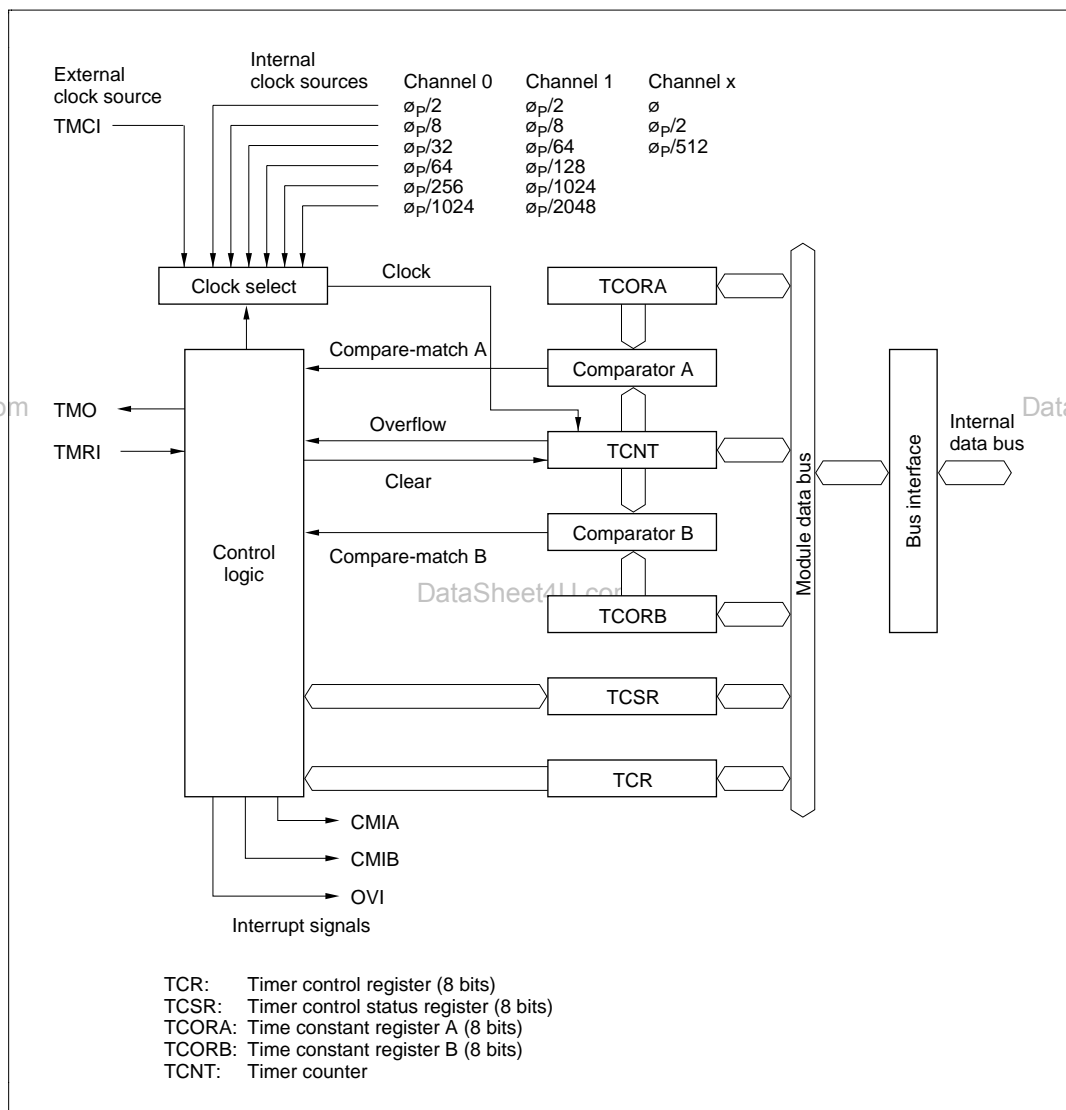 External
clock source
TMCI
Internal
clock sources
Channel 0
Channel 1
Channel x
øP/2
øP/2
ø
øP/8
øP/8
øP/2
øP/32
øP/64
øP/512
øP/64
øP/128
øP/256
øP/1024
øP/1024
øP/2048
Clock select
Clock
TCORA
Compare-match A
Comparator A
om
TMO
TMRI
Overflow
TCNT
Clear
Control
logic
Compare-match B
Comparator B
DataSheet4U.com
TCORB
TCSR
TCR
Module data bus
Bus interface
Internal
data bus
Data
CMIA
CMIB
OVI
Interrupt signals
TCR: Timer control register (8 bits)
TCSR: Timer control status register (8 bits)
TCORA: Time constant register A (8 bits)
TCORB: Time constant register B (8 bits)
TCNT: Timer counter